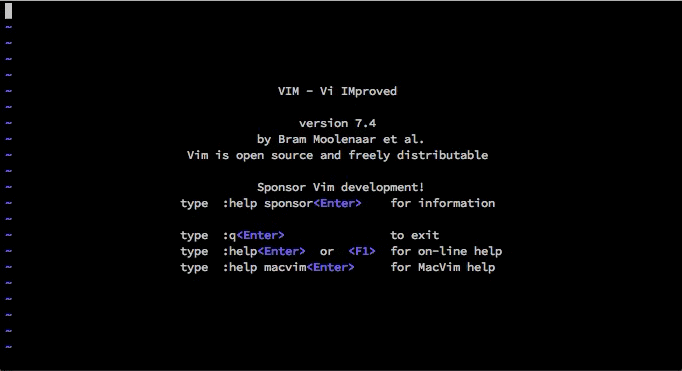 ~
~
~
~
~
VIM - Vi IMproved
~
~
version 7.4
~
by Bram Moolenaar et al.
~
Vim is open source and freely distributable
~
~
Sponsor Vim development!
~
type  :help sponsor<Enter>    for information
~
~
type  :q<Enter>               to exit
~
type  :help<Enter>  or  <F1>  for on-line help
~
type  :help macvim<Enter>     for MacVim help
~
~
~
~
~
~